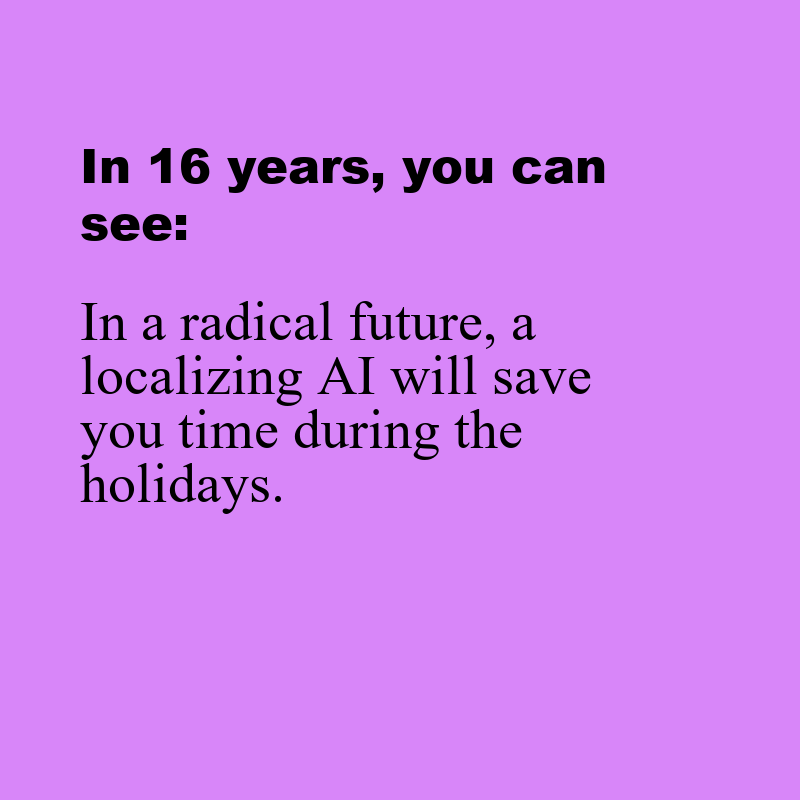 In 16 years, you can
see:
In a radical future, a
localizing AI will save
you time during the
holidays.